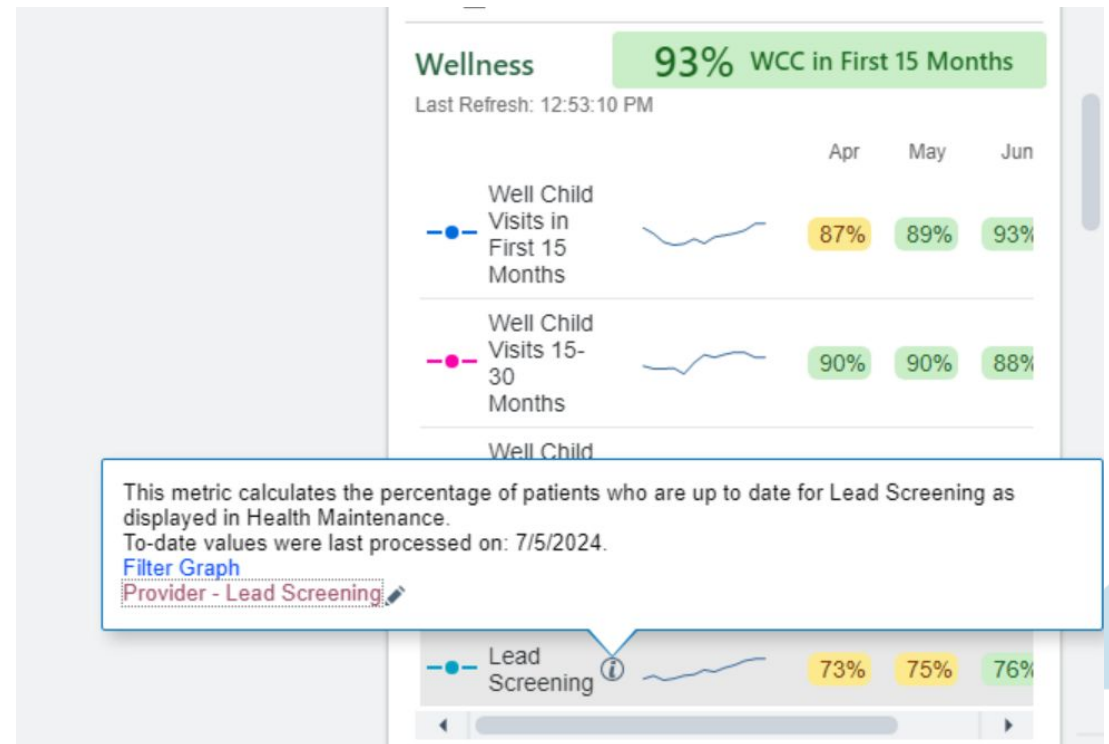 Wellness
93% WCC in First 15 Months
Last Refresh: 12:53:10 PM
Apr May Jun
Well Child
Visits in
First 15
Months
87% 89% 93%
Well Child
Visits 15-
30
Months
90% 90% 88%
Well Child
This metric calculates the percentage of patients who are up to date for Lead Screening as
displayed in Health Maintenance.
To-date values were last processed on: 7/5/2024.
Filter Graph
Provider - Lead Screening
Lead
Screening
73% 75% 76%